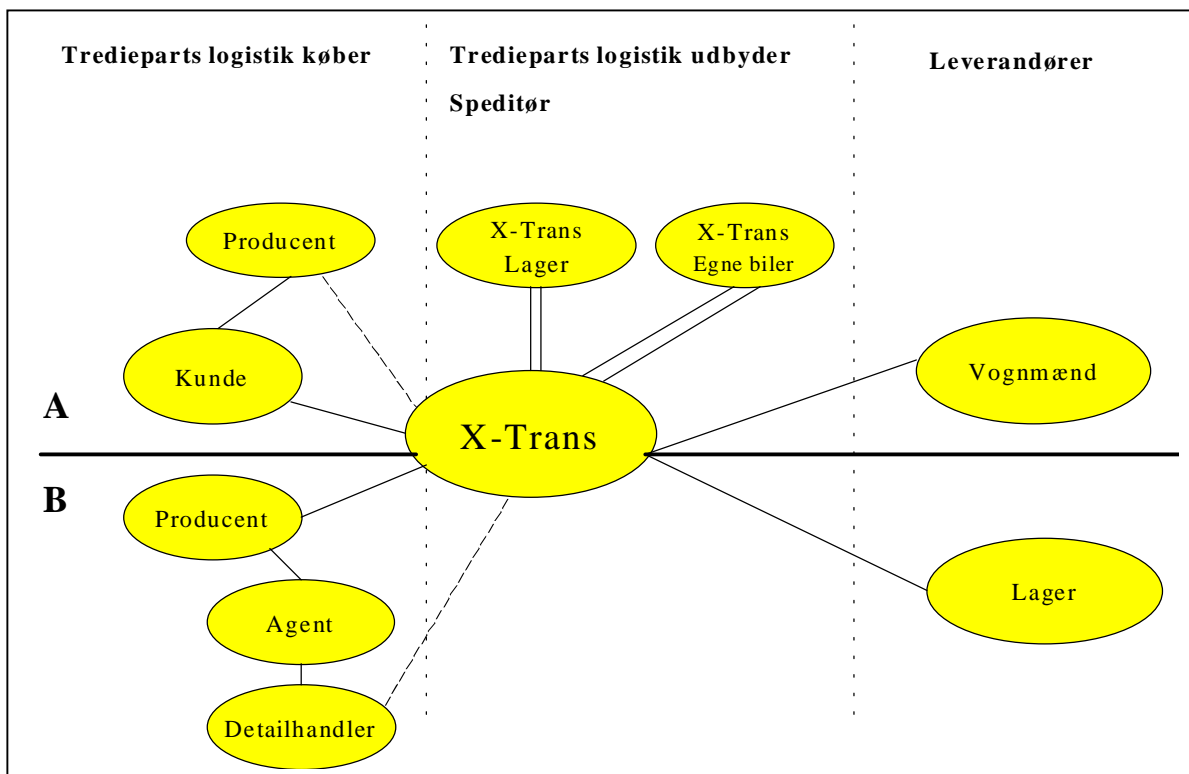 Tredieparts logistik køber
Tredieparts logistik udbyder
Speditør
Leverandører
Producent
X-Trans
Lager
X-Trans
Egne biler
Kunde
Vognmænd
A
X-Trans
B
Producent
Agent
Lager
Detailhandler